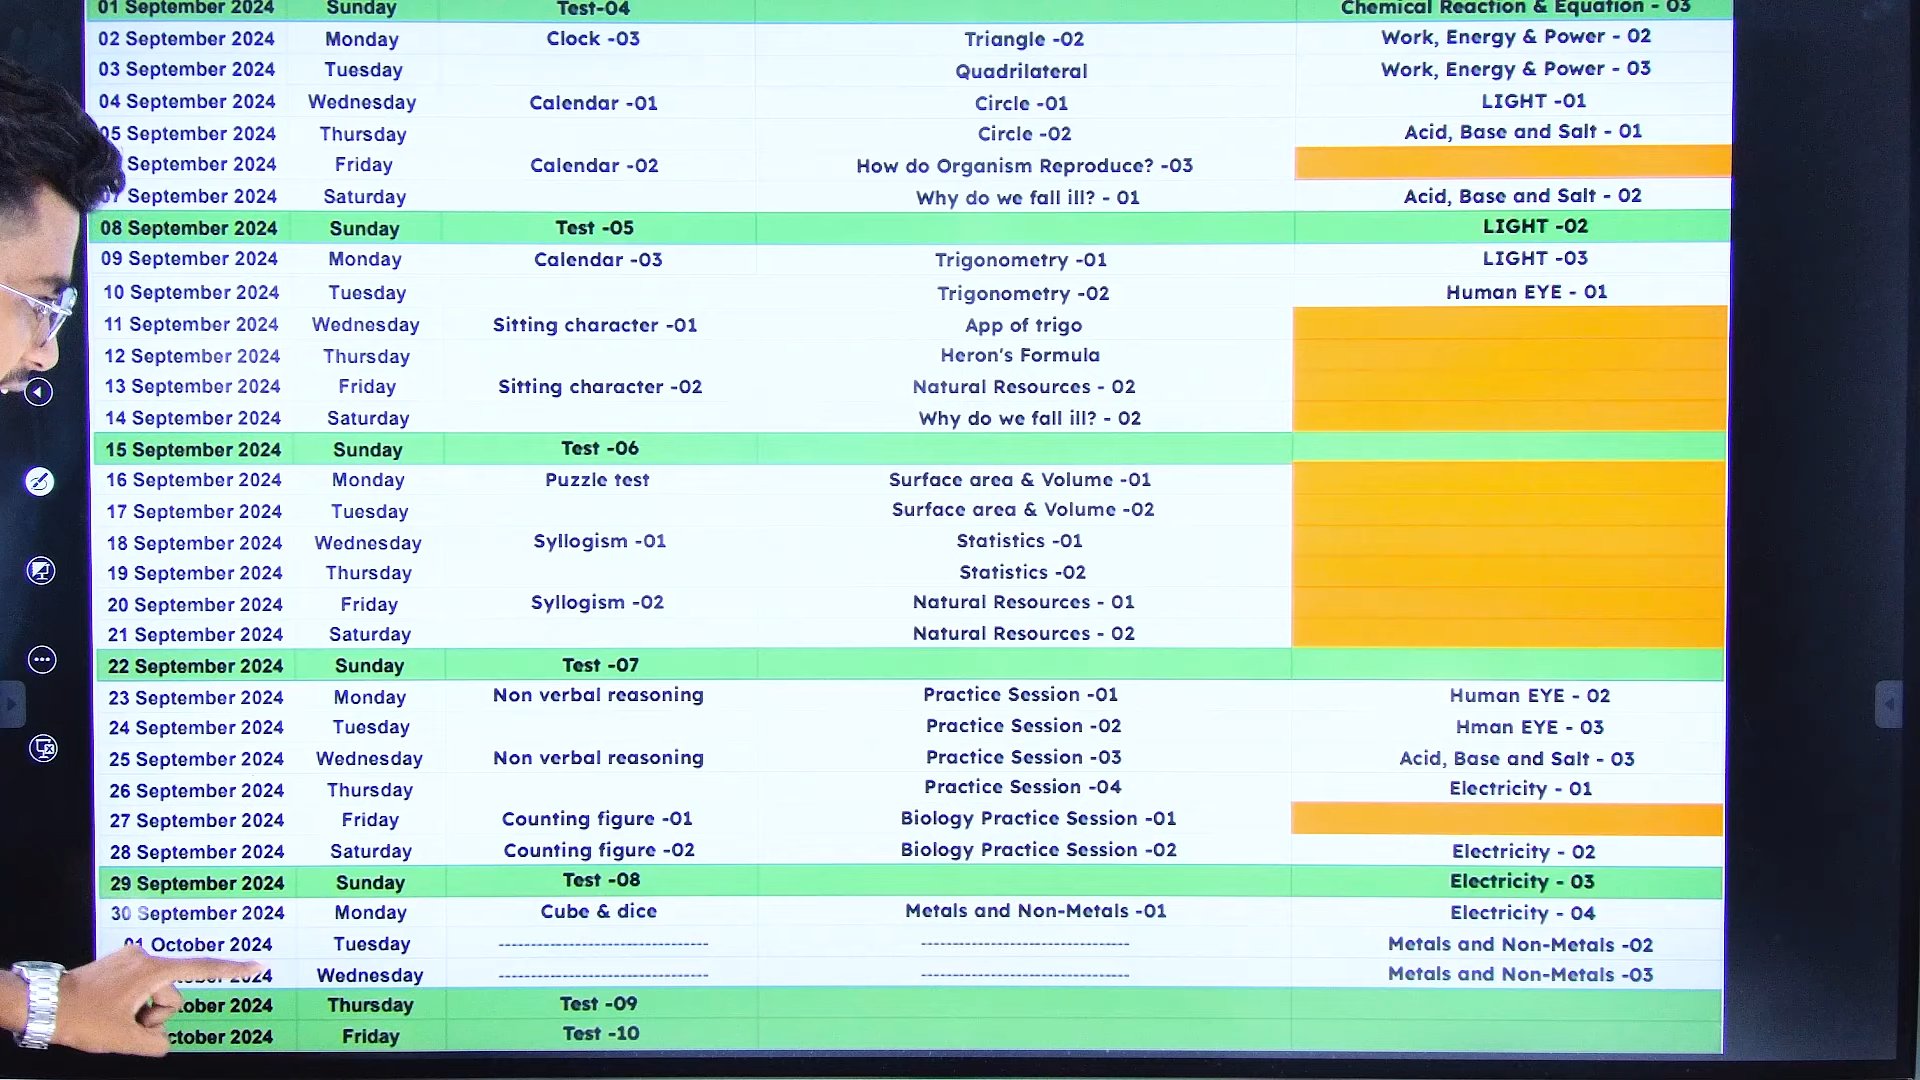 01 September 2024 Sunday Test-04 Chemical Reaction & Equation - 03
02 September 2024 Monday Clock -03 Triangle -02 Work, Energy & Power - 02
03 September 2024 Tuesday Quadrilateral Work, Energy & Power - 03
04 September 2024 Wednesday Calendar -01 Circle -01 LIGHT -01
05 September 2024 Thursday Circle -02 Acid, Base and Salt - 01
September 2024 Friday Calendar -02 How do Organism Reproduce? -03
07 September 2024 Saturday Why do we fall ill? - 01 Acid, Base and Salt - 02
08 September 2024 Sunday Test -05 LIGHT -02
09 September 2024 Monday Calendar -03 Trigonometry -01 LIGHT -03
10 September 2024 Tuesday Trigonometry -02 Human EYE - 01
11 September 2024 Wednesday Sitting character -01 App of trigo
12 September 2024 Thursday Heron's Formula
13 September 2024 Friday Sitting character -02 Natural Resources - 02
14 September 2024 Saturday Why do we fall ill? - 02
15 September 2024 Sunday Test -06
16 September 2024 Monday Puzzle test Surface area & Volume -01
17 September 2024 Tuesday Surface area & Volume -02
18 September 2024 Wednesday Syllogism -01 Statistics -01
19 September 2024 Thursday Statistics -02
20 September 2024 Friday Syllogism -02 Natural Resources - 01
21 September 2024 Saturday Natural Resources - 02
22 September 2024 Sunday Test -07
23 September 2024 Monday Non verbal reasoning Practice Session -01 Human EYE - 02
24 September 2024 Tuesday Practice Session -02 Hman EYE - 03
25 September 2024 Wednesday Non verbal reasoning Practice Session -03 Acid, Base and Salt - 03
26 September 2024 Thursday Practice Session -04 Electricity - 01
27 September 2024 Friday Counting figure -01 Biology Practice Session -01
28 September 2024 Saturday Counting figure -02 Biology Practice Session -02 Electricity - 02
29 September 2024 Sunday Test -08 Electricity - 03
30 September 2024 Monday Cube & dice Metals and Non-Metals -01 Electricity - 04
01 October 2024 Tuesday -------------------------------- -------------------------------- Metals and Non-Metals -02
2024 Wednesday -------------------------------- -------------------------------- Metals and Non-Metals -03
2024 Thursday Test -09
2024 Friday Test -10